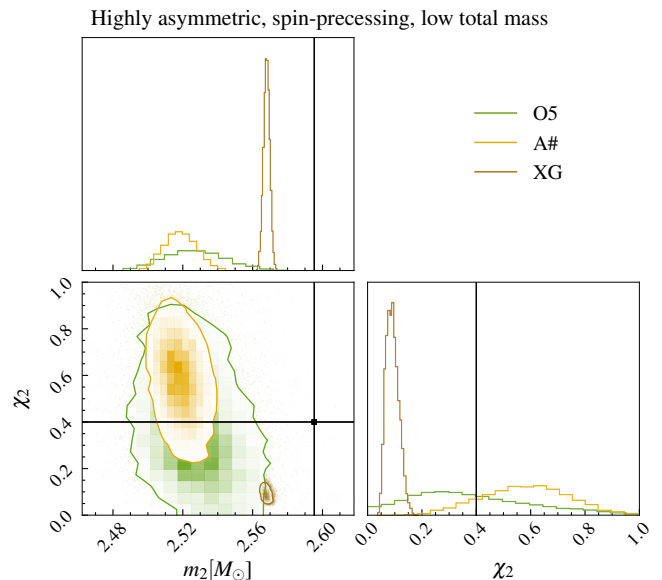 Highly asymmetric, spin-precessing, low total mass
O5
A#
XG
χ₂
1.0
0.8
0.6
0.4
0.2
0.0
2.48 2.52 2.56 2.60
m₂[M⊙]
0.0 0.2 0.4 0.6 0.8 1.0
χ₂